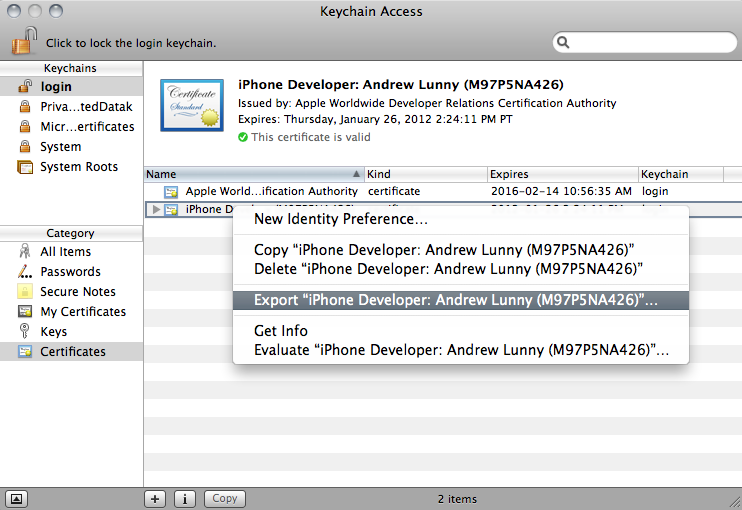 Keychain Access
Click to lock the login keychain.
Keychains
login
Priva...tedDatak
Micr...ertificates
System
System Roots
Certificate
Standard
iPhone Developer: Andrew Lunny (M97P5NA426)
Issued by: Apple Worldwide Developer Relations Certification Authority
Expires: Thursday, January 26, 2012 2:24:11 PM PT
This certificate is valid
Name Kind Expires Keychain
Apple World...ification Authority certificate 2016-02-14 10:56:35 AM login
iPhone De
New Identity Preference...
Copy “iPhone Developer: Andrew Lunny (M97P5NA426)”
Delete “iPhone Developer: Andrew Lunny (M97P5NA426)”
Export “iPhone Developer: Andrew Lunny (M97P5NA426)”...
Get Info
Evaluate “iPhone Developer: Andrew Lunny (M97P5NA426)”...
Category
All Items
Passwords
Secure Notes
My Certificates
Keys
Certificates
Copy
2 items